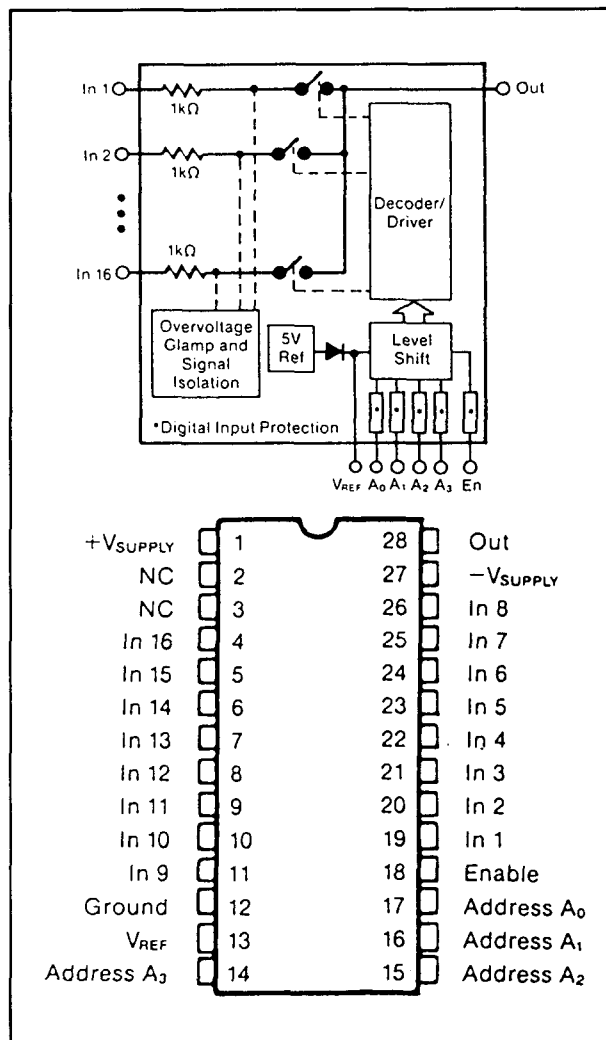 In 1
1kΩ
Out
In 2
1kΩ
Decoder/
Driver
1kΩ
In 16
Overvoltage
Clamp and
Signal
Isolation
5V
Ref
Level
Shift
*Digital Input Protection
VREF A0 A1 A2 A3 En
+VSUPPLY 1 28 Out
NC 2 27 −VSUPPLY
NC 3 26 In 8
In 16 4 25 In 7
In 15 5 24 In 6
In 14 6 23 In 5
In 13 7 22 In 4
In 12 8 21 In 3
In 11 9 20 In 2
In 10 10 19 In 1
In 9 11 18 Enable
Ground 12 17 Address A0
VREF 13 16 Address A1
Address A3 14 15 Address A2